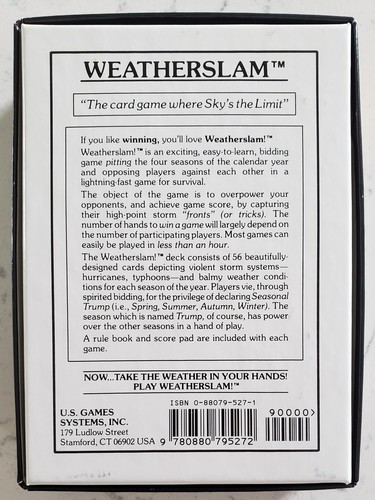 WEATHERSLAM™
“The card game where Sky's the Limit”
If you like winning, you'll love Weatherslam!™
Weatherslam!™ is an exciting, easy-to-learn, bidding
game pitting the four seasons of the calendar year
and opposing players against each other in a
lightning-fast game for survival.
The object of the game is to overpower your
opponents, and achieve game score, by capturing
their high-point storm “fronts” (or tricks). The
number of hands to win a game will largely depend on
the number of participating players. Most games can
easily be played in less than an hour.
The Weatherslam!™ deck consists of 56 beautifully-
designed cards depicting violent storm systems—
hurricanes, typhoons—and balmy weather condi-
tions for each season of the year. Players vie, through
spirited bidding, for the privilege of declaring Seasonal
Trump (i.e., Spring, Summer, Autumn, Winter). The
season which is named Trump, of course, has power
over the other seasons in a hand of play.
A rule book and score pad are included with each
game.
NOW...TAKE THE WEATHER IN YOUR HANDS!
PLAY WEATHERSLAM!™
U.S. GAMES
SYSTEMS, INC.
179 Ludlow Street
Stamford, CT 06902 USA
ISBN 0-88079-527-1
90000>
9 780880 795272